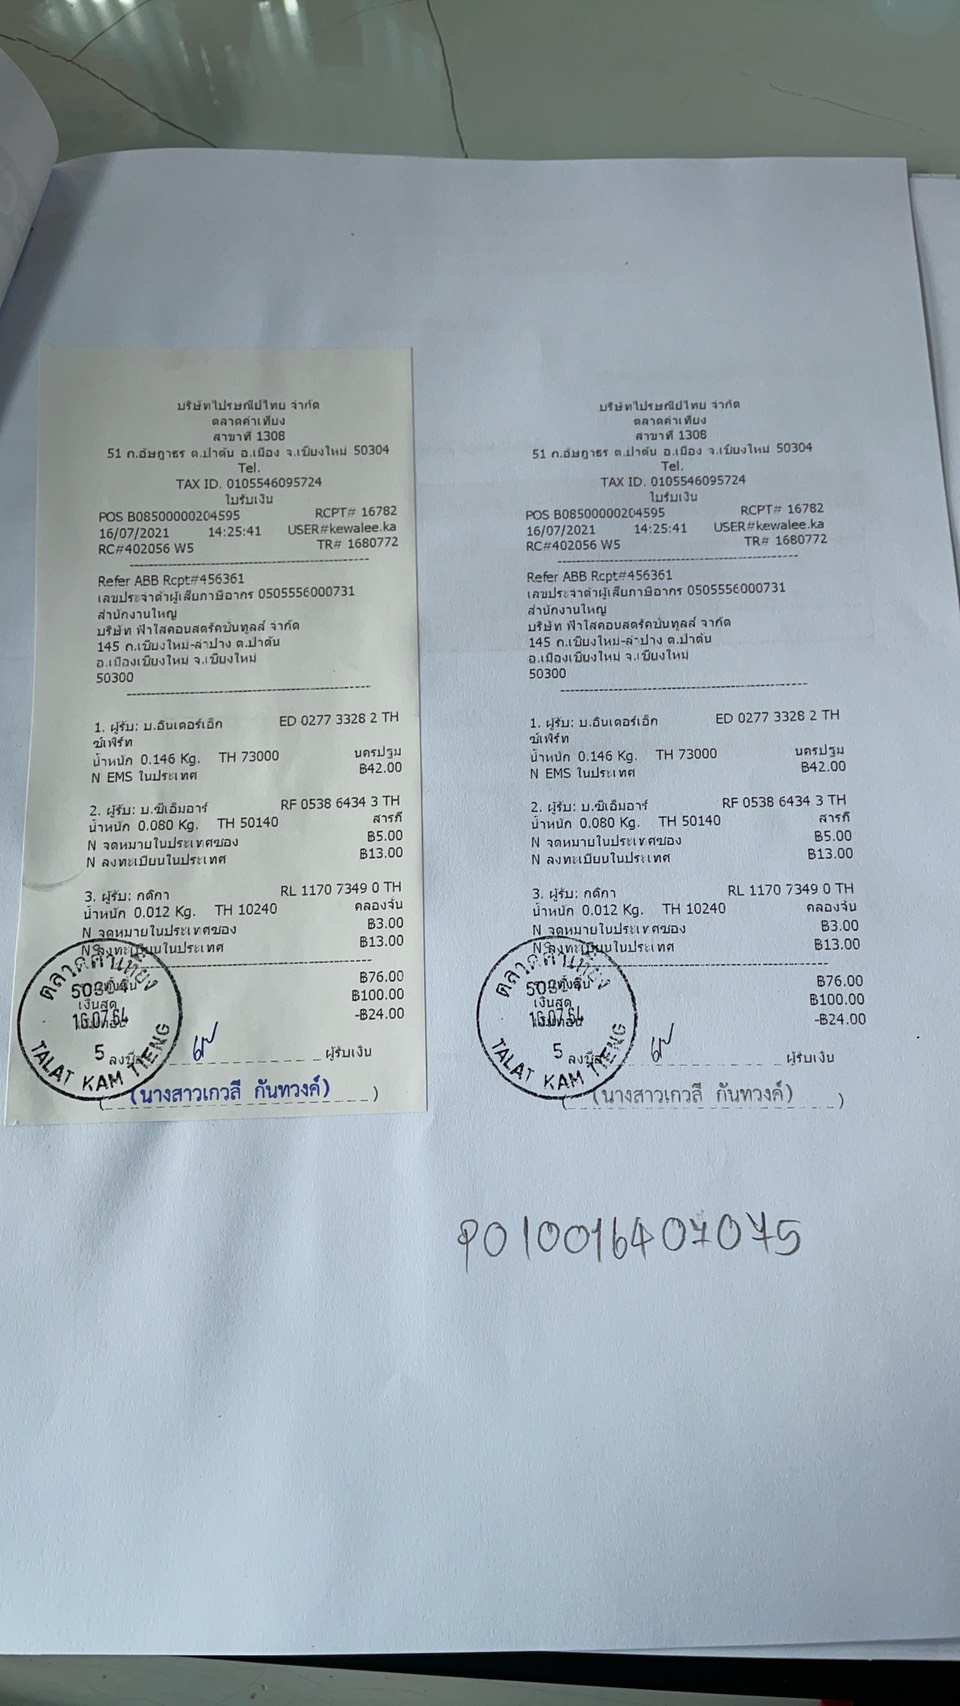 บริษัทไปรษณีย์ไทย จำกัด
ตลาดคำเที่ยง
สาขาที่ 1308
51 ถ.อัษฎาธร ต.ป่าตัน อ.เมือง จ.เชียงใหม่ 50304
Tel.
TAX ID. 0105546095724
ใบรับเงิน
POS B08500000204595 RCPT# 16782
16/07/2021 14:25:41 USER#kewalee.ka
RC#402056 W5 TR# 1680772
Refer ABB Rcpt#456361
เลขประจำตัวผู้เสียภาษีอากร 0505556000731
สำนักงานใหญ่
บริษัท ฟ้าใสคอนสตรัคชั่นทูลส์ จำกัด
145 ถ.เชียงใหม่-ลำปาง ต.ป่าตัน
อ.เมืองเชียงใหม่ จ.เชียงใหม่
50300
1. ผู้รับ: บ.อินเตอร์เอ็ก ED 0277 3328 2 TH
ซ์เพิร์ท
น้ำหนัก 0.146 Kg. TH 73000 นครปฐม
N EMS ในประเทศ ฿42.00
2. ผู้รับ: บ.ซีเอ็มอาร์ RF 0538 6434 3 TH
น้ำหนัก 0.080 Kg. TH 50140 สารภี
N จดหมายในประเทศซอง ฿5.00
N ลงทะเบียนในประเทศ ฿13.00
3. ผู้รับ: กติกา RL 1170 7349 0 TH
น้ำหนัก 0.012 Kg. TH 10240 คลองจั่น
N จดหมายในประเทศซอง ฿3.00
N ลงทะเบียนในประเทศ ฿13.00
฿76.00
เงินสด ฿100.00
-฿24.00
ตลาดคำเที่ยง
50304
16.07.64
5
TALAT KAM TIENG
ผู้รับเงิน
(นางสาวเกวลี กันทวงค์)
บริษัทไปรษณีย์ไทย จำกัด
ตลาดคำเที่ยง
สาขาที่ 1308
51 ถ.อัษฎาธร ต.ป่าตัน อ.เมือง จ.เชียงใหม่ 50304
Tel.
TAX ID. 0105546095724
ใบรับเงิน
POS B08500000204595 RCPT# 16782
16/07/2021 14:25:41 USER#kewalee.ka
RC#402056 W5 TR# 1680772
Refer ABB Rcpt#456361
เลขประจำตัวผู้เสียภาษีอากร 0505556000731
สำนักงานใหญ่
บริษัท ฟ้าใสคอนสตรัคชั่นทูลส์ จำกัด
145 ถ.เชียงใหม่-ลำปาง ต.ป่าตัน
อ.เมืองเชียงใหม่ จ.เชียงใหม่
50300
1. ผู้รับ: บ.อินเตอร์เอ็ก ED 0277 3328 2 TH
ซ์เพิร์ท
น้ำหนัก 0.146 Kg. TH 73000 นครปฐม
N EMS ในประเทศ ฿42.00
2. ผู้รับ: บ.ซีเอ็มอาร์ RF 0538 6434 3 TH
น้ำหนัก 0.080 Kg. TH 50140 สารภี
N จดหมายในประเทศซอง ฿5.00
N ลงทะเบียนในประเทศ ฿13.00
3. ผู้รับ: กติกา RL 1170 7349 0 TH
น้ำหนัก 0.012 Kg. TH 10240 คลองจั่น
N จดหมายในประเทศซอง ฿3.00
N ลงทะเบียนในประเทศ ฿13.00
฿76.00
เงินสด ฿100.00
-฿24.00
ตลาดคำเที่ยง
50304
16.07.64
5
TALAT KAM TIENG
ผู้รับเงิน
(นางสาวเกวลี กันทวงค์)
PO10016407075